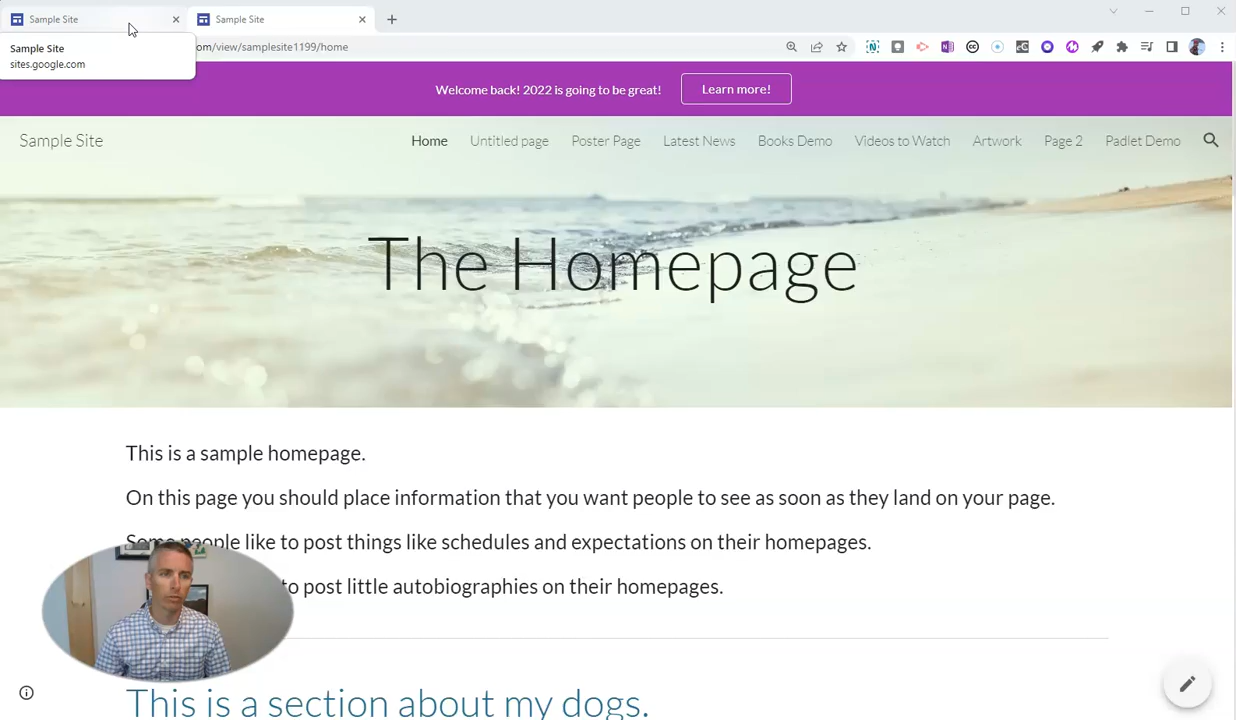 Sample Site
Sample Site
Sample Site
sites.google.com
om/view/samplesite1199/home
Welcome back! 2022 is going to be great!
Learn more!
Sample Site
Home
Untitled page
Poster Page
Latest News
Books Demo
Videos to Watch
Artwork
Page 2
Padlet Demo
The Homepage
This is a sample homepage.
On this page you should place information that you want people to see as soon as they land on your page.
Some people like to post things like schedules and expectations on their homepages.
to post little autobiographies on their homepages.
This is a section about my dogs.